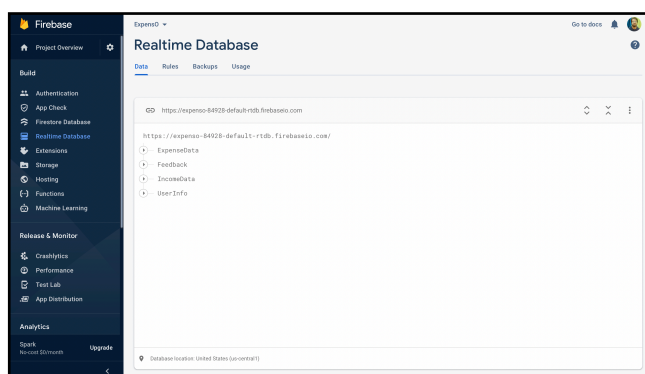 Firebase
Project Overview
Build
Authentication
App Check
Firestore Database
Realtime Database
Extensions
Storage
Hosting
Functions
Machine Learning
Release & Monitor
Crashlytics
Performance
Test Lab
App Distribution
Analytics
Spark
No-cost $0/month
Upgrade
ExpensO
Go to docs
Realtime Database
Data Rules Backups Usage
https://expenso-84928-default-rtdb.firebaseio.com
https://expenso-84928-default-rtdb.firebaseio.com/
ExpenseData
Feedback
IncomeData
UserInfo
Database location: United States (us-central1)